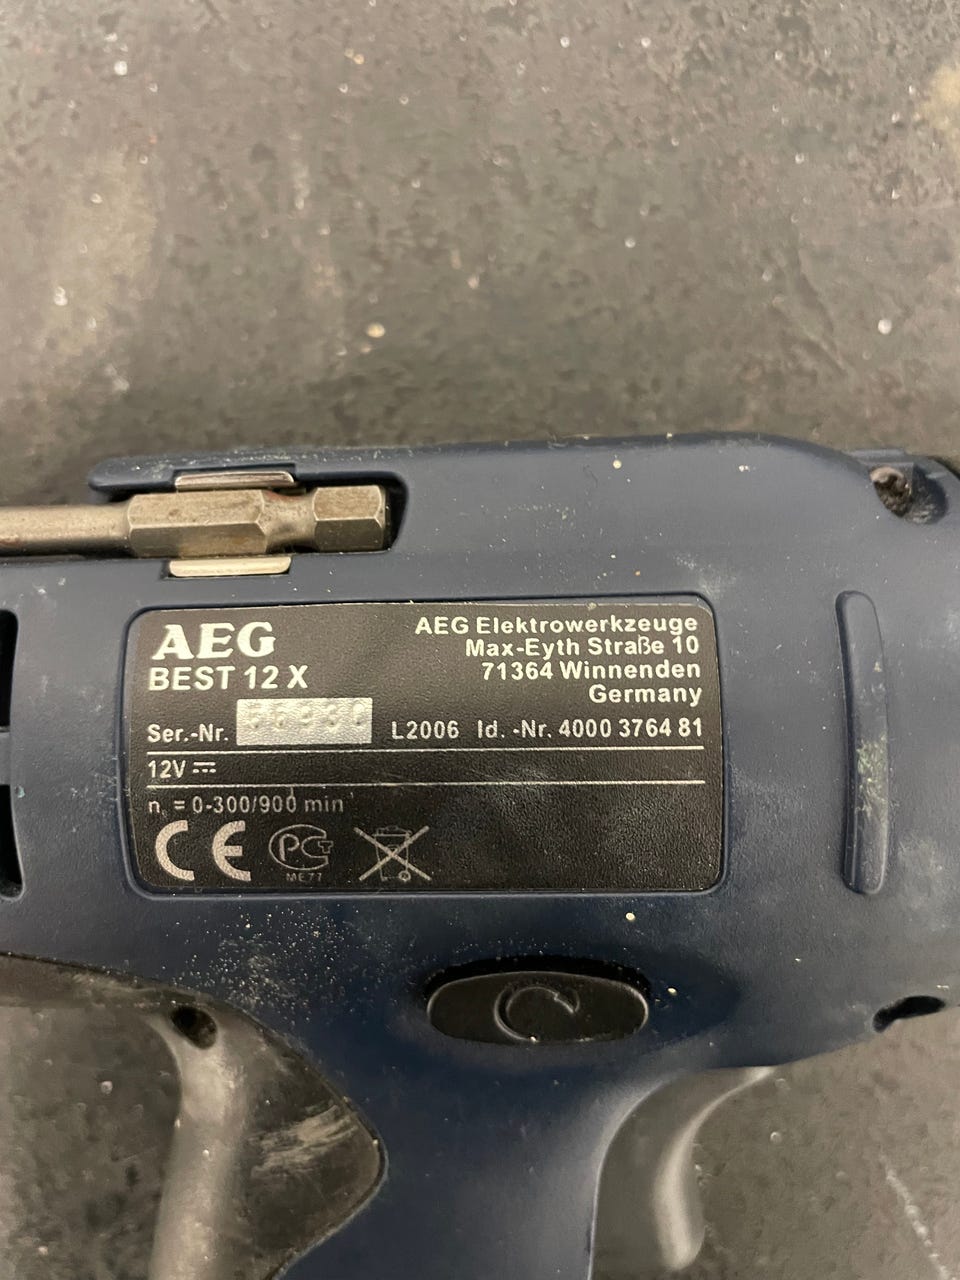 AEG
BEST 12 X
AEG Elektrowerkzeuge
Max-Eyth Straße 10
71364 Winnenden
Germany
Ser.-Nr. L2006 Id. -Nr. 4000 3764 81
12V
n = 0-300/900 min
CE
PCT
ME77